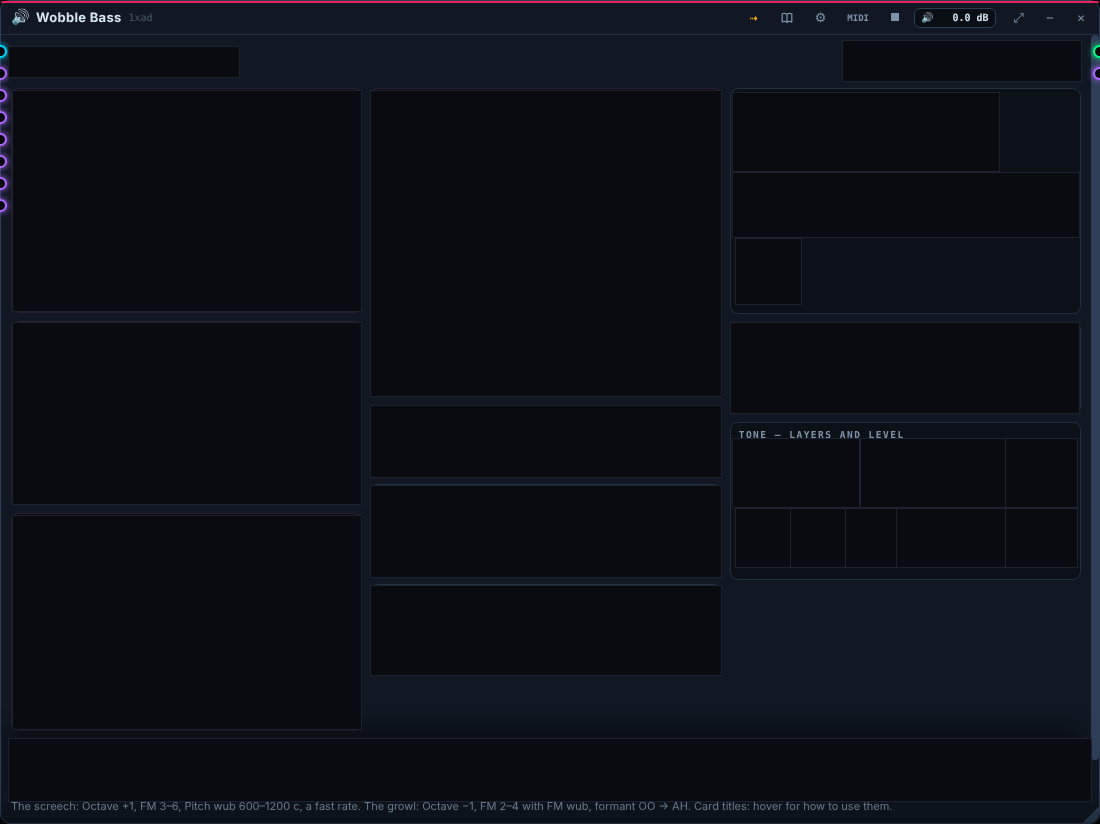 Wobble Bass 1xad MIDI 0.0 dB
TONE — LAYERS AND LEVEL
The screech: Octave +1, FM 3–6, Pitch wub 600–1200 c, a fast rate. The growl: Octave −1, FM 2–4 with FM wub, formant OO → AH. Card titles: hover for how to use them.